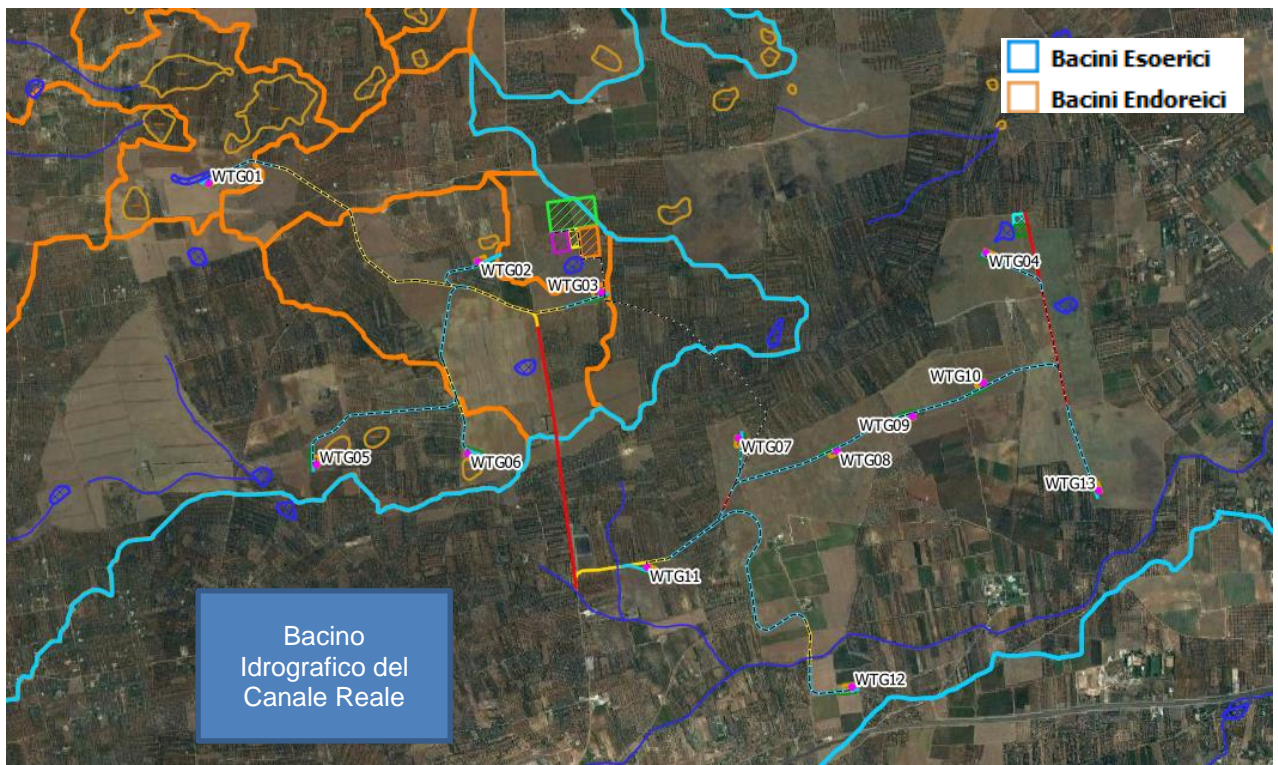 Bacini Esoerici
Bacini Endoreici
WTG01
WTG02
WTG03
WTG04
WTG10
WTG09
WTG07
WTG08
WTG05
WTG06
WTG13
WTG11
WTG12
Bacino
Idrografico del
Canale Reale